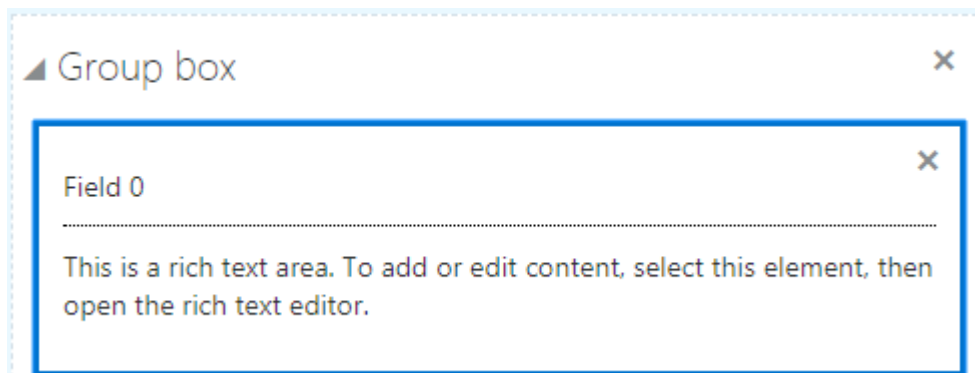 Group box
Field 0
This is a rich text area. To add or edit content, select this element, then
open the rich text editor.